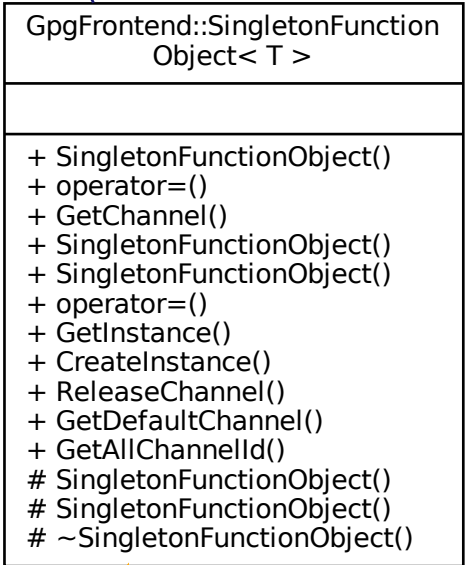 GpgFrontend::SingletonFunction
Object< T >
+ SingletonFunctionObject()
+ operator=()
+ GetChannel()
+ SingletonFunctionObject()
+ SingletonFunctionObject()
+ operator=()
+ GetInstance()
+ CreateInstance()
+ ReleaseChannel()
+ GetDefaultChannel()
+ GetAllChannelId()
# SingletonFunctionObject()
# SingletonFunctionObject()
# ~SingletonFunctionObject()